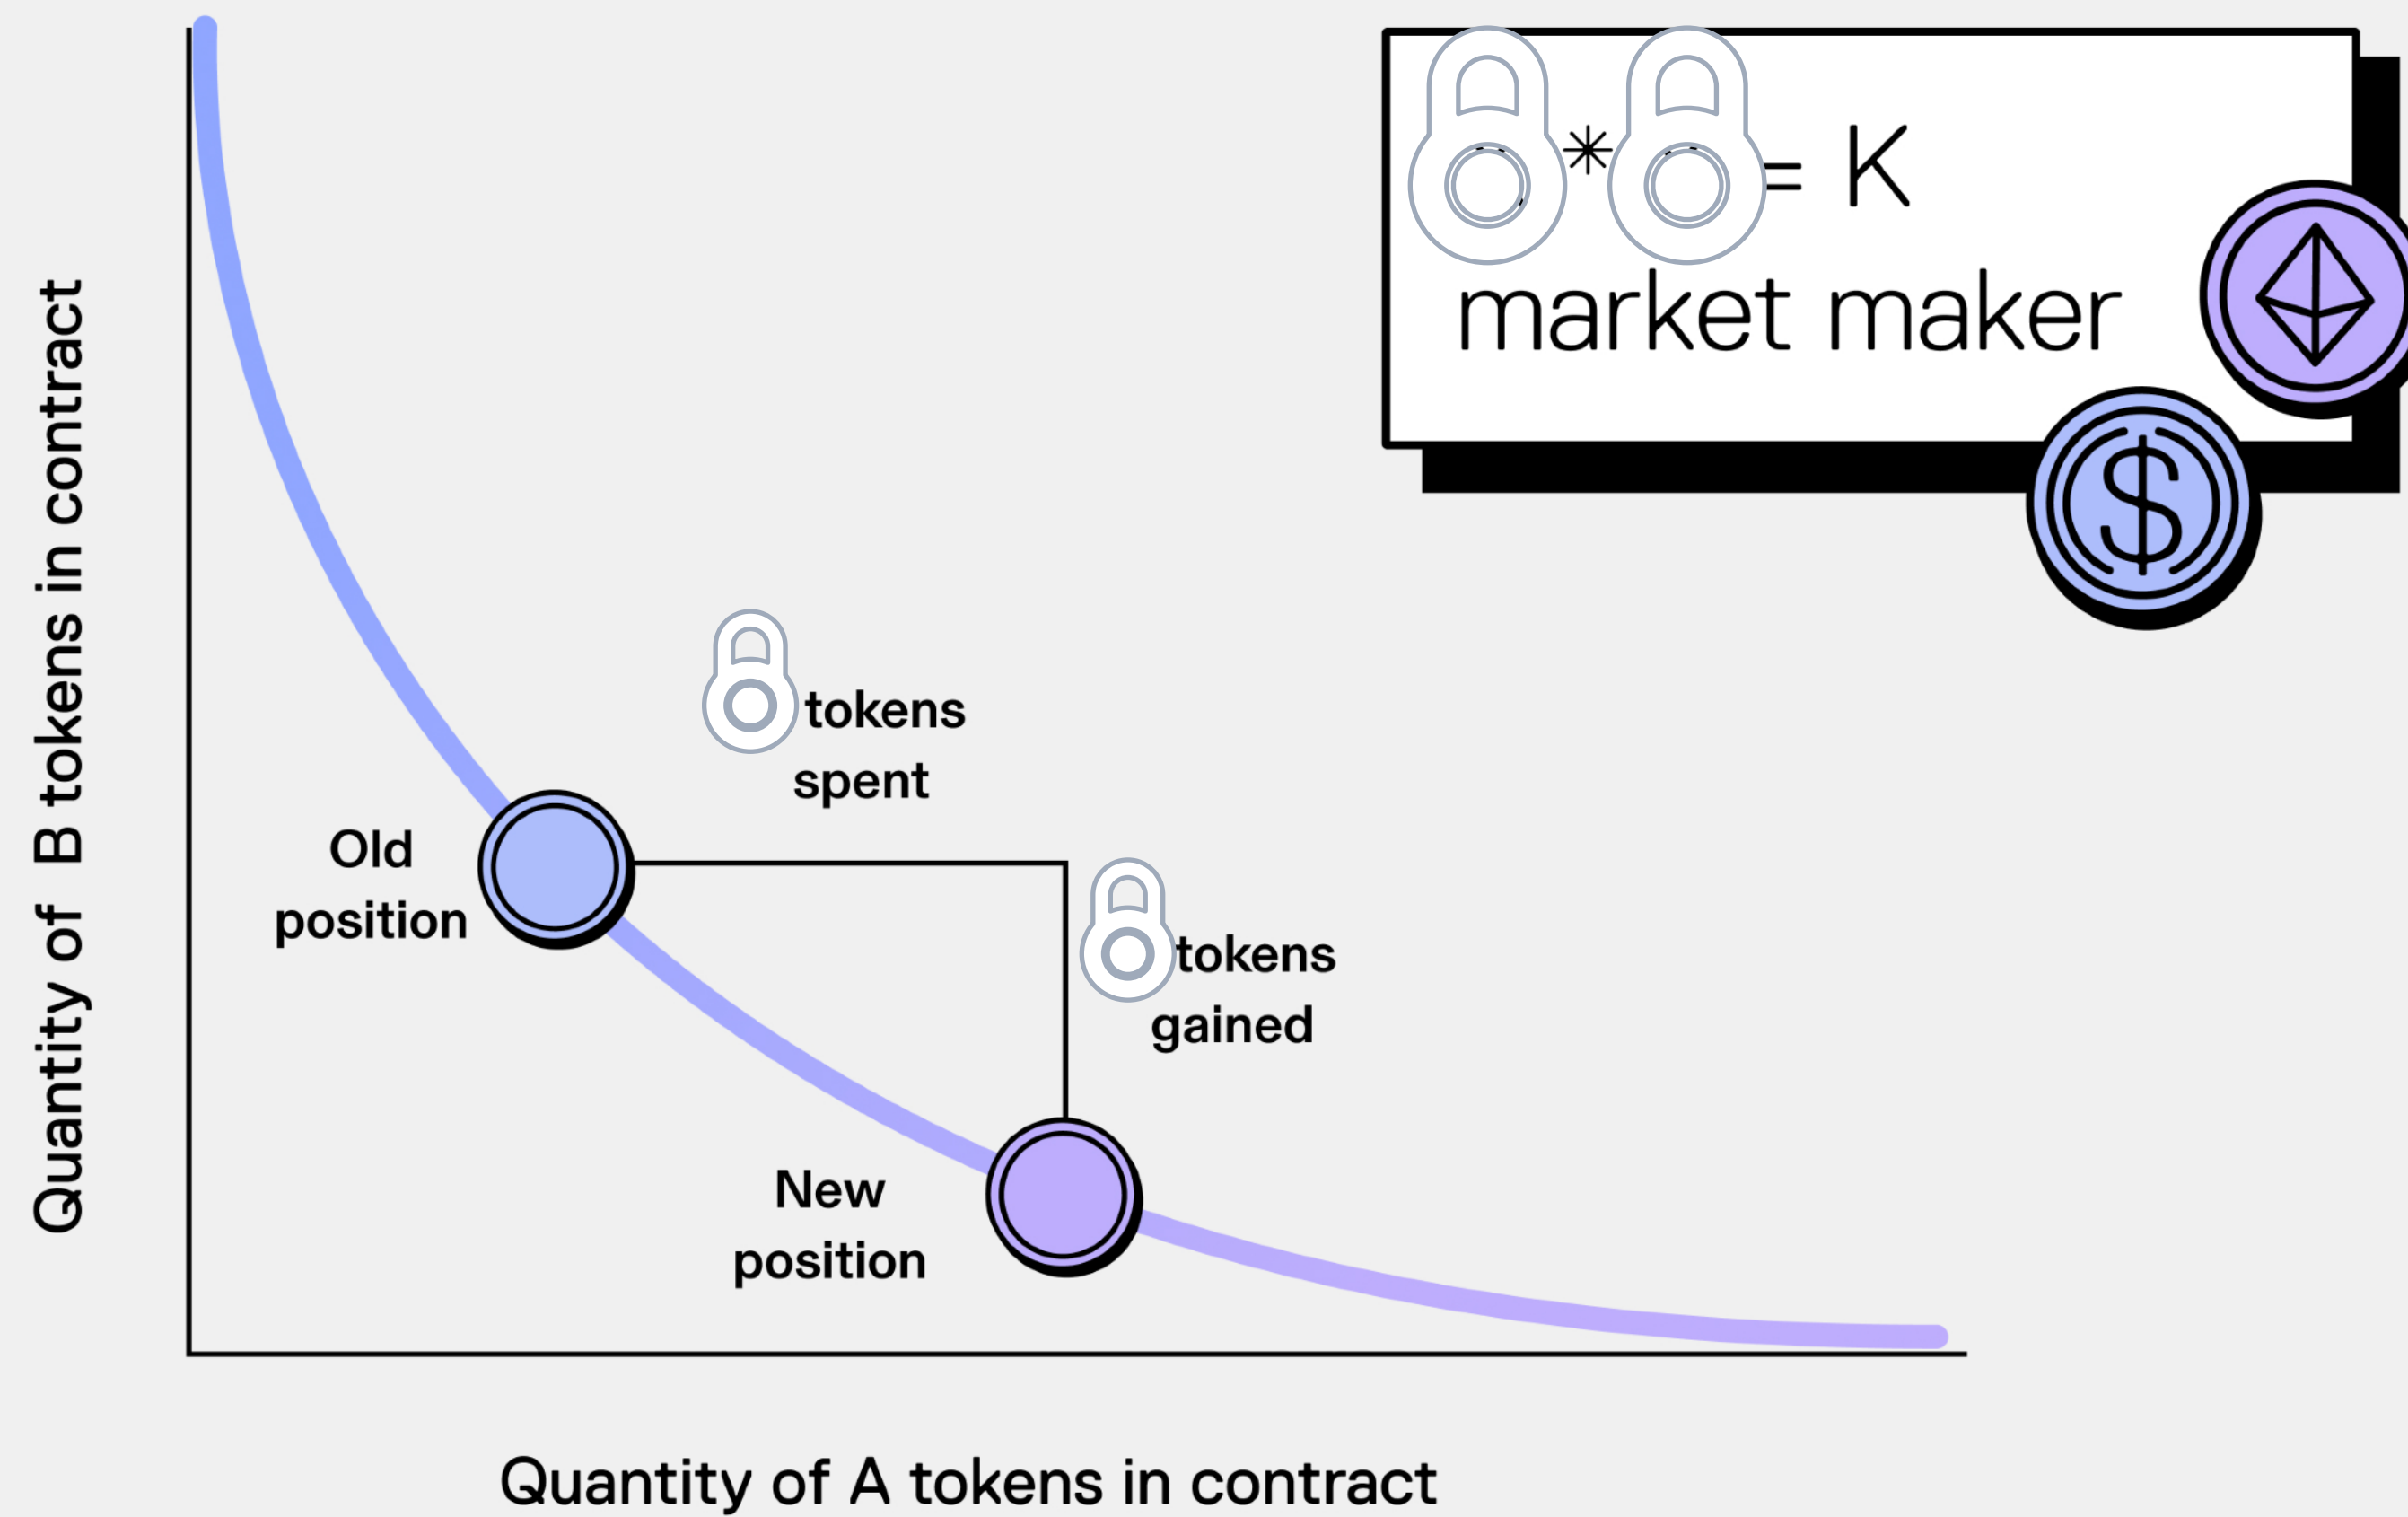 * = K
market maker
Quantity of B tokens in contract
tokens
spent
Old
position
tokens
gained
New
position
Quantity of A tokens in contract
$